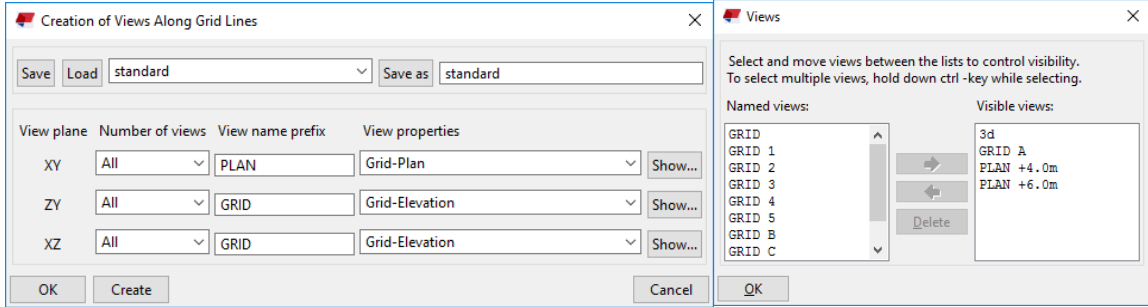 Creation of Views Along Grid Lines
Save Load standard Save as standard
View plane Number of views View name prefix View properties
XY All PLAN Grid-Plan Show...
ZY All GRID Grid-Elevation Show...
XZ All GRID Grid-Elevation Show...
OK Create Cancel
Views
Select and move views between the lists to control visibility.
To select multiple views, hold down ctrl -key while selecting.
Named views: Visible views:
GRID
GRID 1
GRID 2
GRID 3
GRID 4
GRID 5
GRID B
GRID C
Delete
3d
GRID A
PLAN +4.0m
PLAN +6.0m
OK